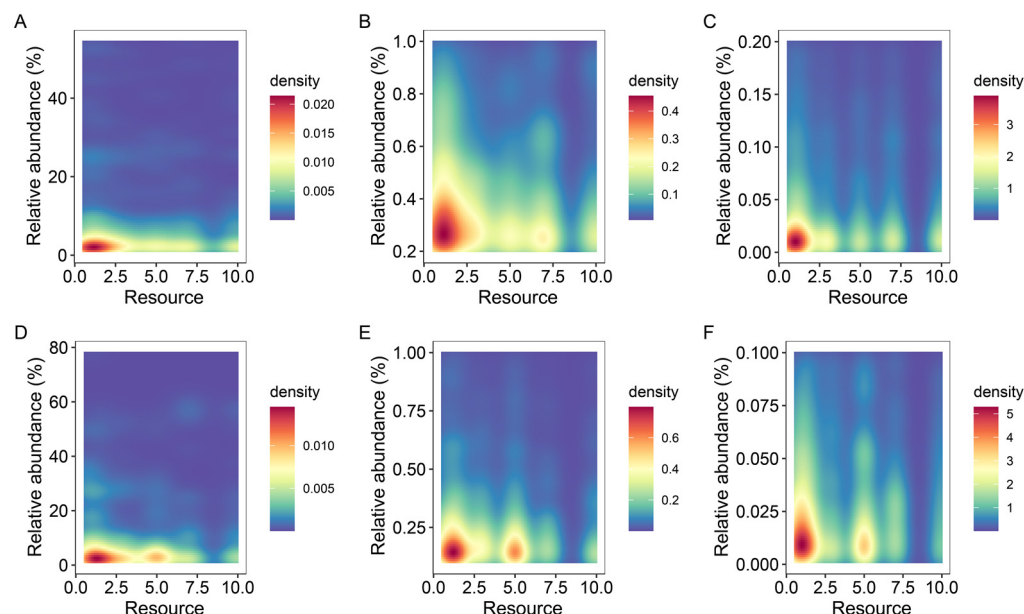 A
Relative abundance (%)
40
20
0
0.0 2.5 5.0 7.5 10.0
Resource
density
0.020
0.015
0.010
0.005
B
Relative abundance (%)
1.0
0.8
0.6
0.4
0.2
0.0 2.5 5.0 7.5 10.0
Resource
density
0.4
0.3
0.2
0.1
C
Relative abundance (%)
0.20
0.15
0.10
0.05
0.00
0.0 2.5 5.0 7.5 10.0
Resource
density
3
2
1
D
Relative abundance (%)
80
60
40
20
0
0.0 2.5 5.0 7.5 10.0
Resource
density
0.010
0.005
E
Relative abundance (%)
1.00
0.75
0.50
0.25
0.0 2.5 5.0 7.5 10.0
Resource
density
0.6
0.4
0.2
F
Relative abundance (%)
0.100
0.075
0.050
0.025
0.000
0.0 2.5 5.0 7.5 10.0
Resource
density
5
4
3
2
1